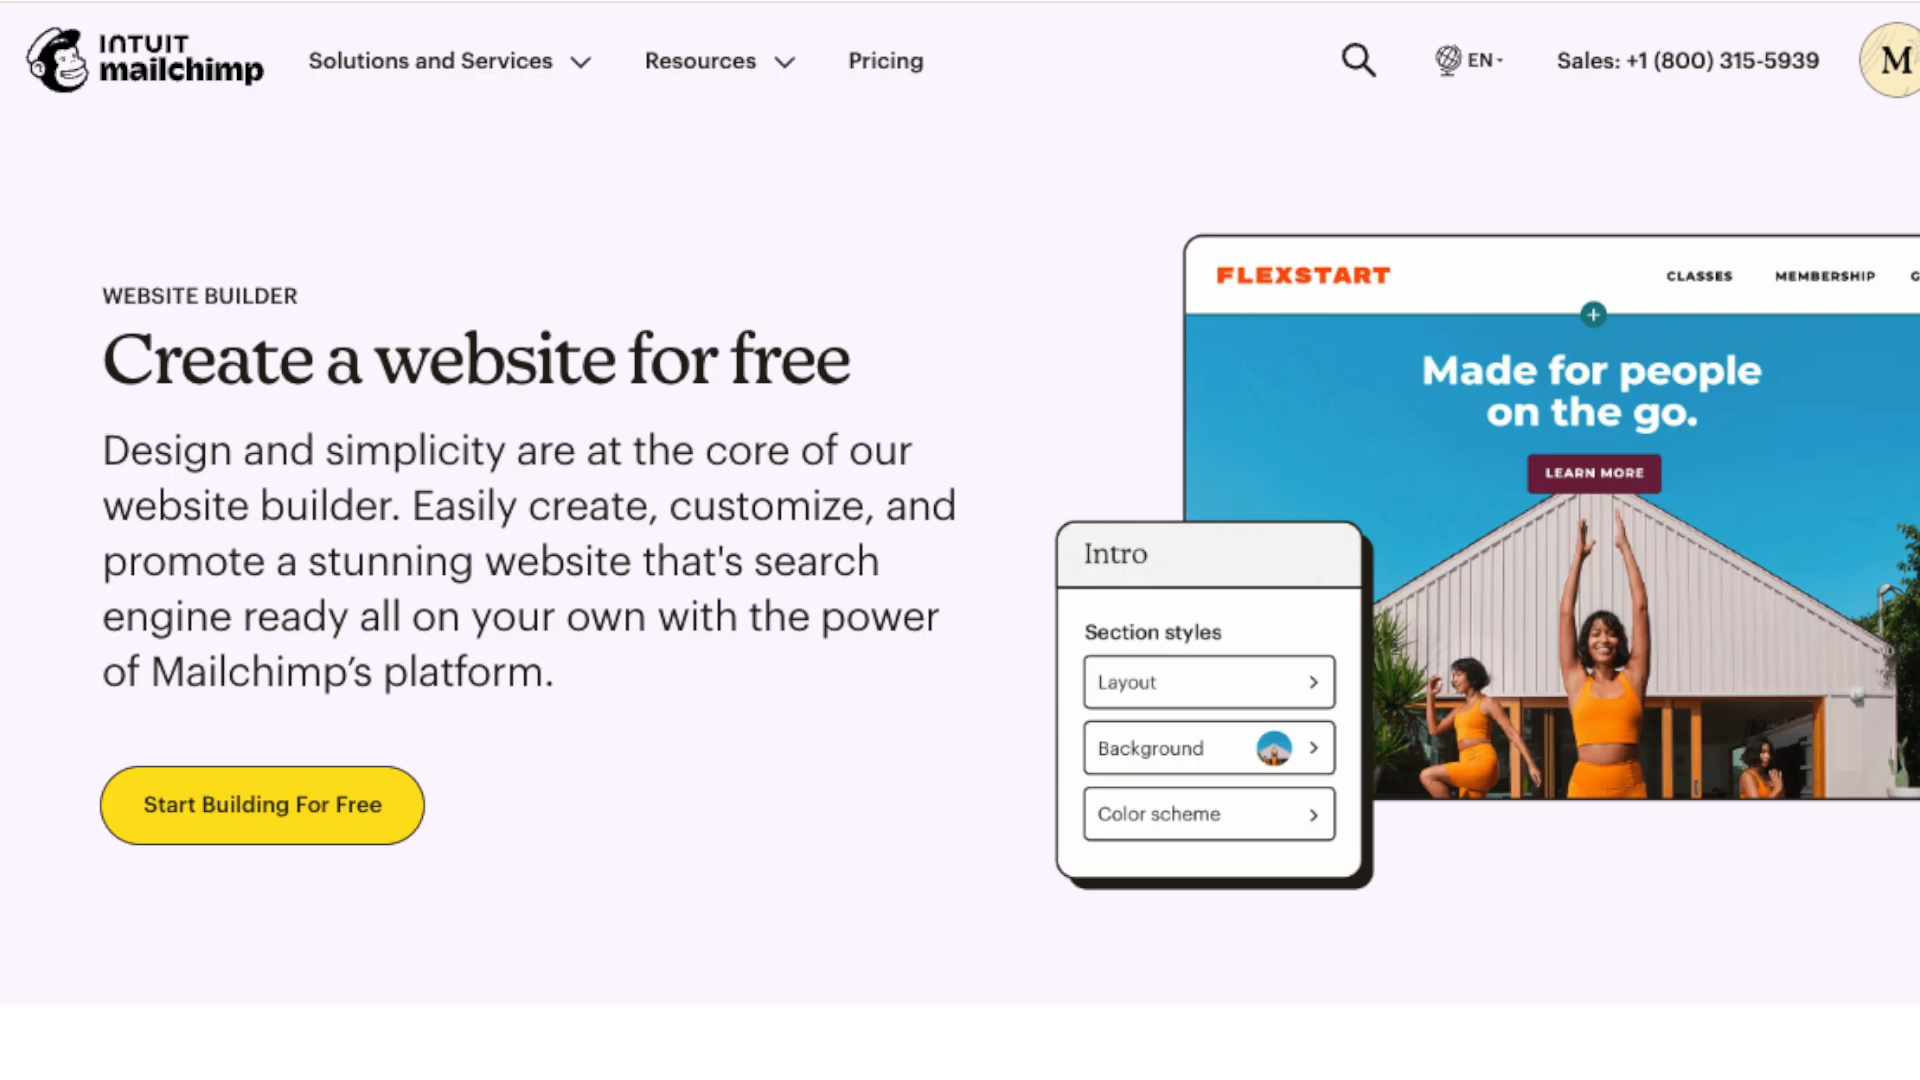 INTUIT
mailchimp
Solutions and Services
Resources
Pricing
EN
Sales: +1 (800) 315-5939
M
WEBSITE BUILDER
Create a website for free
Design and simplicity are at the core of our
website builder. Easily create, customize, and
promote a stunning website that's search
engine ready all on your own with the power
of Mailchimp’s platform.
Start Building For Free
FLEXSTART
CLASSES
MEMBERSHIP
G
Made for people
on the go.
LEARN MORE
Intro
Section styles
Layout
Background
Color scheme